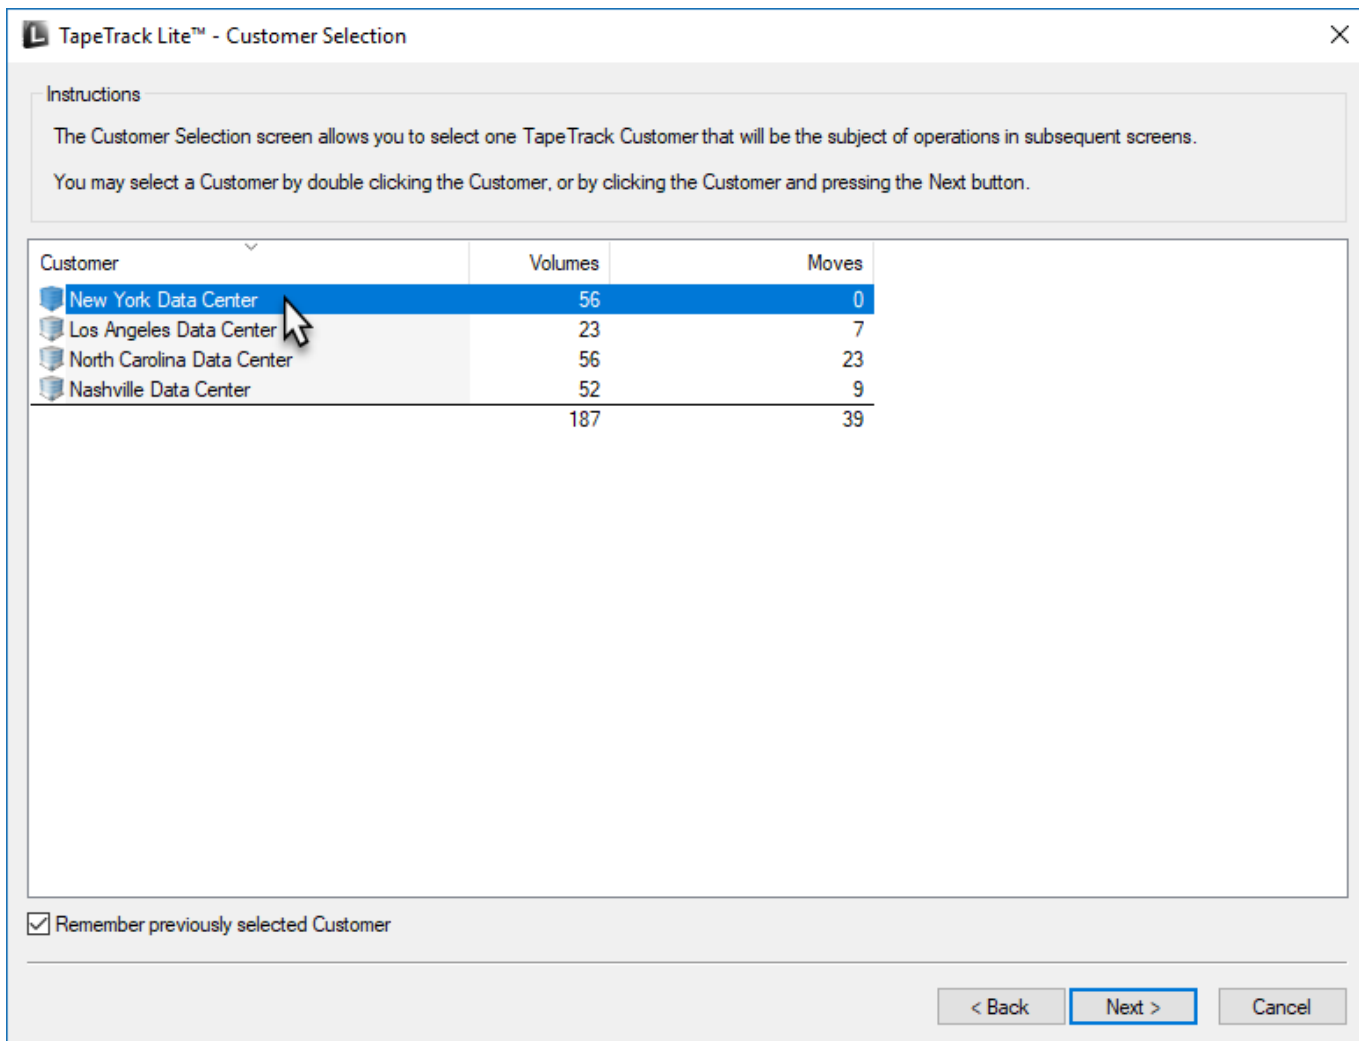 TapeTrack Lite™ - Customer Selection
Instructions
The Customer Selection screen allows you to select one TapeTrack Customer that will be the subject of operations in subsequent screens.
You may select a Customer by double clicking the Customer, or by clicking the Customer and pressing the Next button.
Customer Volumes Moves
New York Data Center 56 0
Los Angeles Data Center 23 7
North Carolina Data Center 56 23
Nashville Data Center 52 9
187 39
Remember previously selected Customer
< Back Next > Cancel